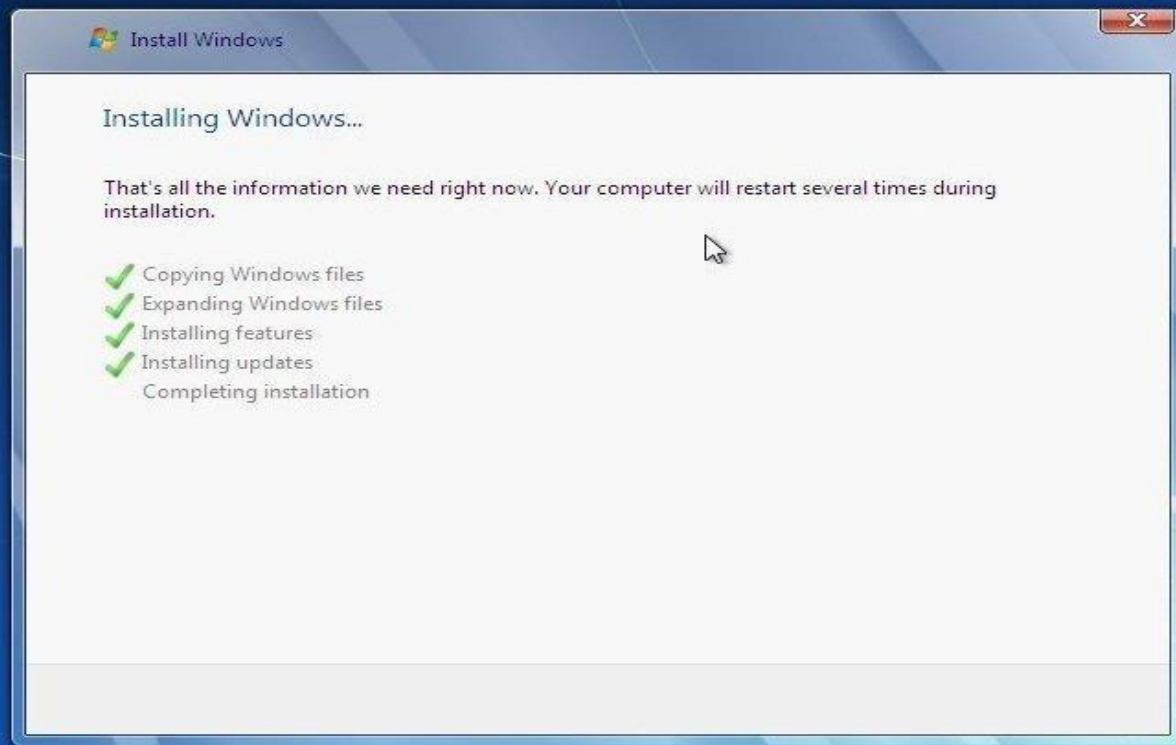 Install Windows
Installing Windows...
That's all the information we need right now. Your computer will restart several times during
installation.
Copying Windows files
Expanding Windows files
Installing features
Installing updates
Completing installation